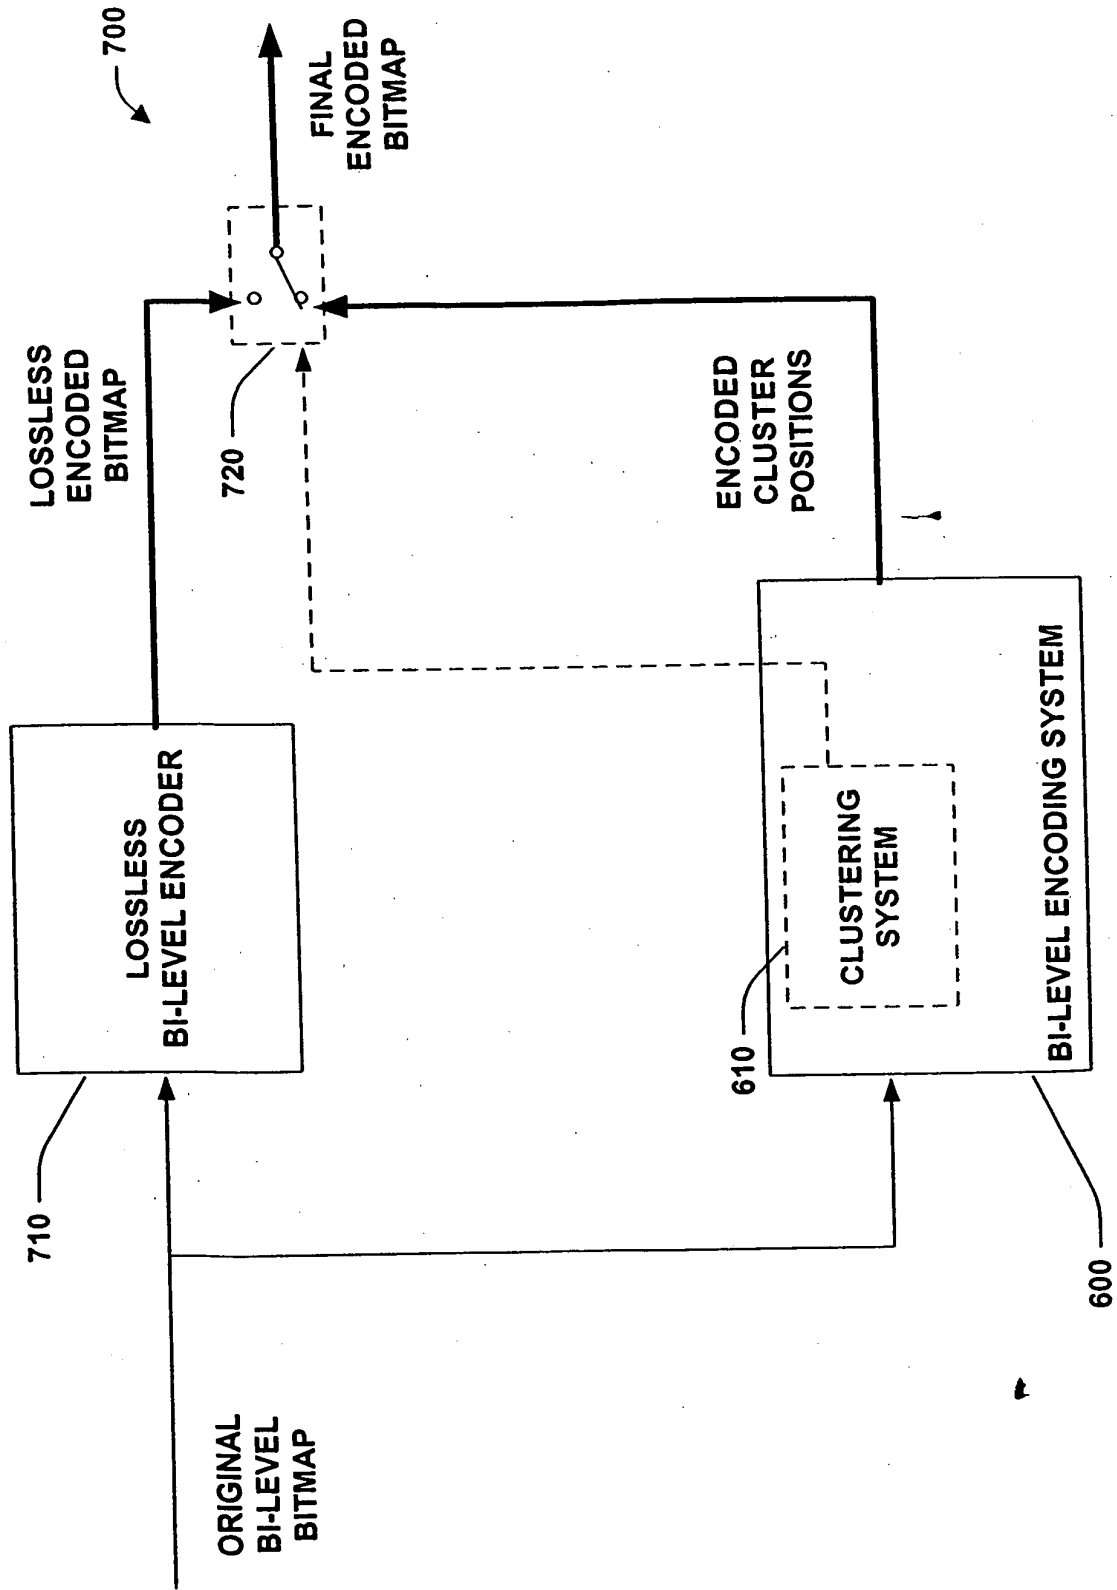 700
LOSSLESS
ENCODED
BITMAP
FINAL
ENCODED
BITMAP
720
710
LOSSLESS
BI-LEVEL ENCODER
ORIGINAL
BI-LEVEL
BITMAP
ENCODED
CLUSTER
POSITIONS
610
CLUSTERING
SYSTEM
BI-LEVEL ENCODING SYSTEM
600